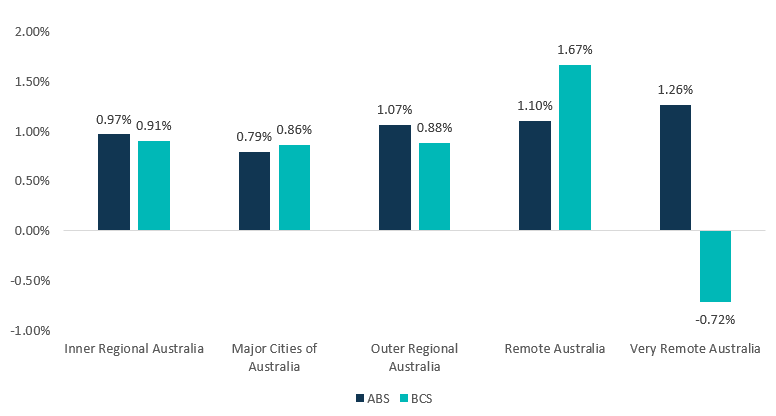 2.00%
1.50%
1.00%
0.50%
0.00%
-0.50%
-1.00%
0.97%
0.91%
0.79%
0.86%
1.07%
0.88%
1.10%
1.67%
1.26%
-0.72%
Inner Regional Australia
Major Cities of
Australia
Outer Regional
Australia
Remote Australia
Very Remote Australia
ABS
BCS